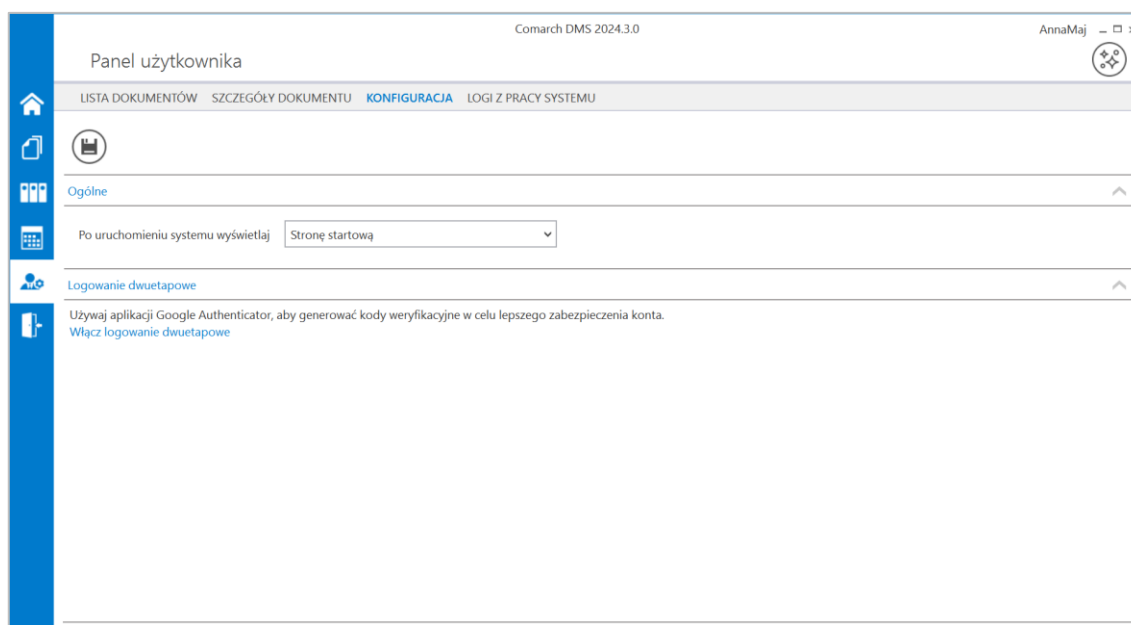 Comarch DMS 2024.3.0
AnnaMaj
Panel użytkownika
LISTA DOKUMENTÓW SZCZEGÓŁY DOKUMENTU KONFIGURACJA LOGI Z PRACY SYSTEMU
Ogólne
Po uruchomieniu systemu wyświetlaj Stronę startową
Logowanie dwuetapowe
Używaj aplikacji Google Authenticator, aby generować kody weryfikacyjne w celu lepszego zabezpieczenia konta.
Włącz logowanie dwuetapowe